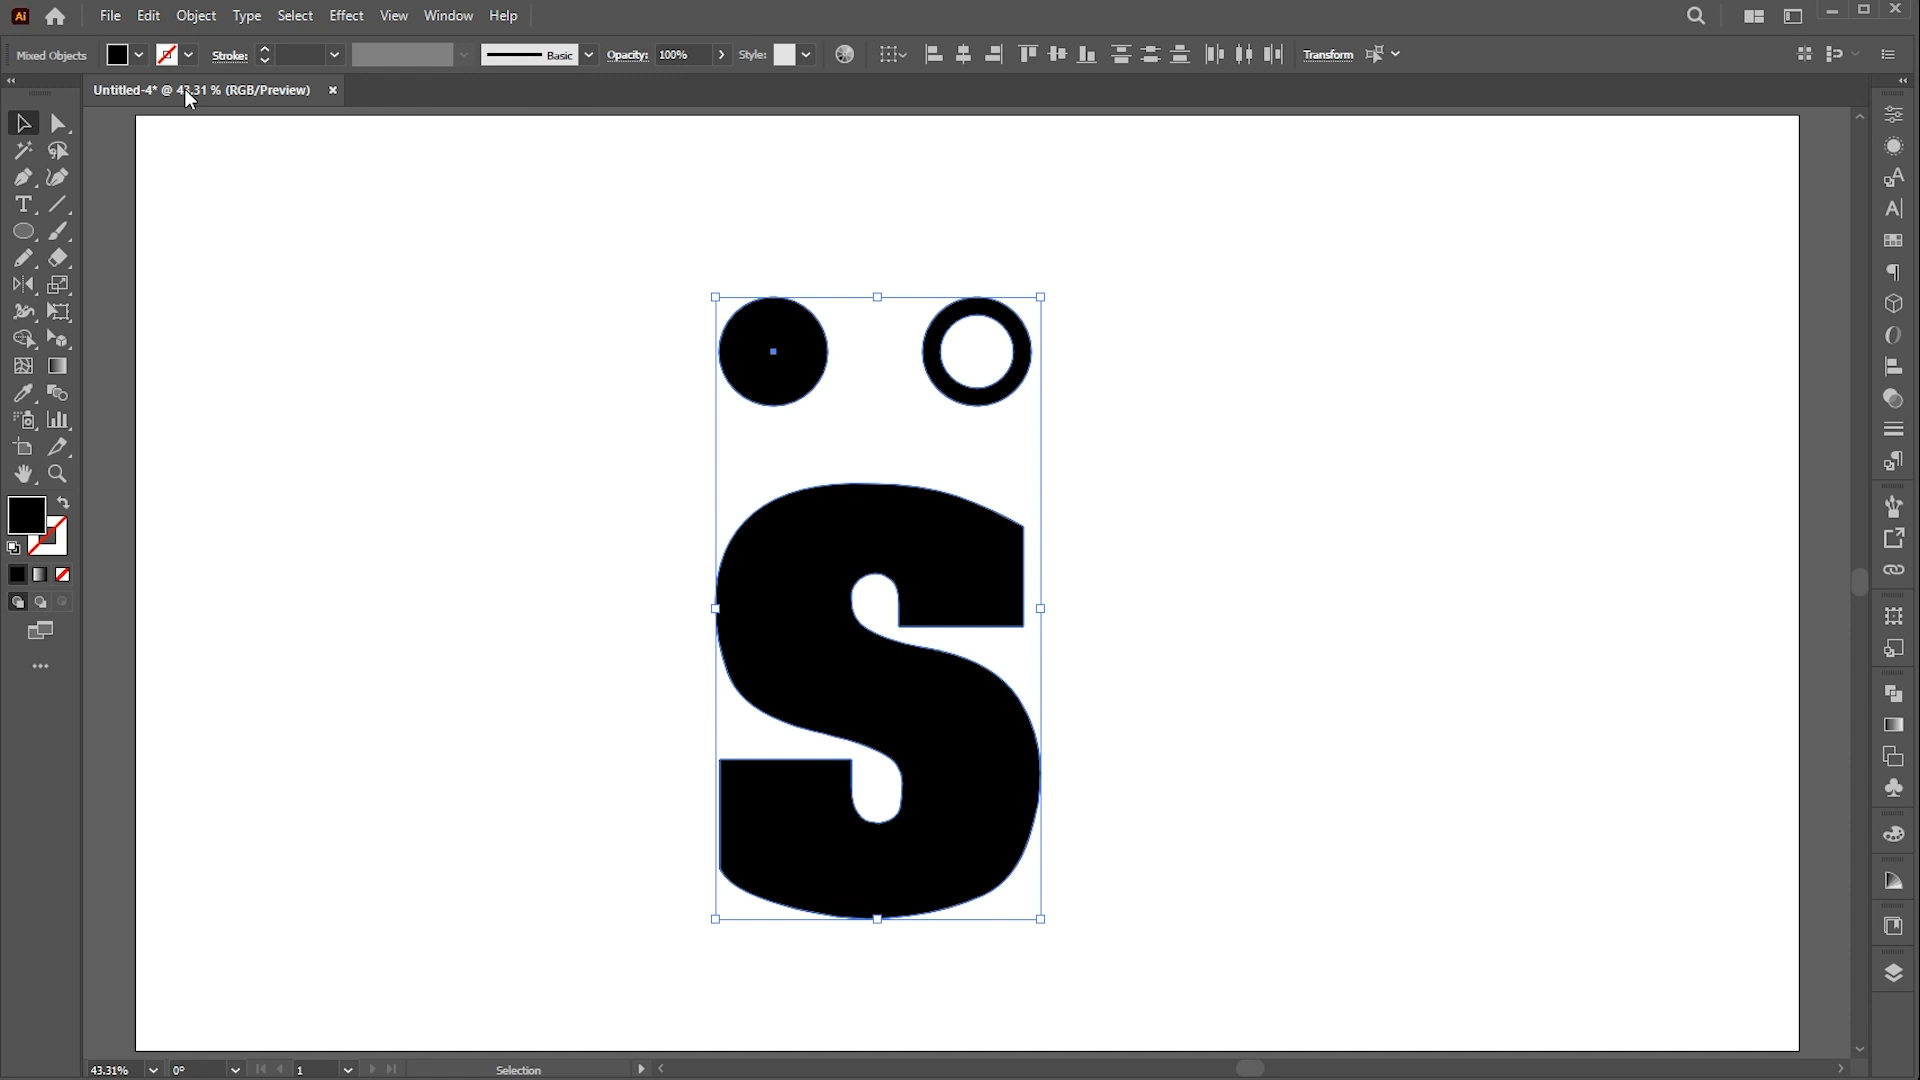 Ai File Edit Object Type Select Effect View Window Help
Mixed Objects Stroke: Basic Opacity: 100% Style: Transform
Untitled-4* @ 43.31 % (RGB/Preview) ×
S
43.31% 0° 1 Selection